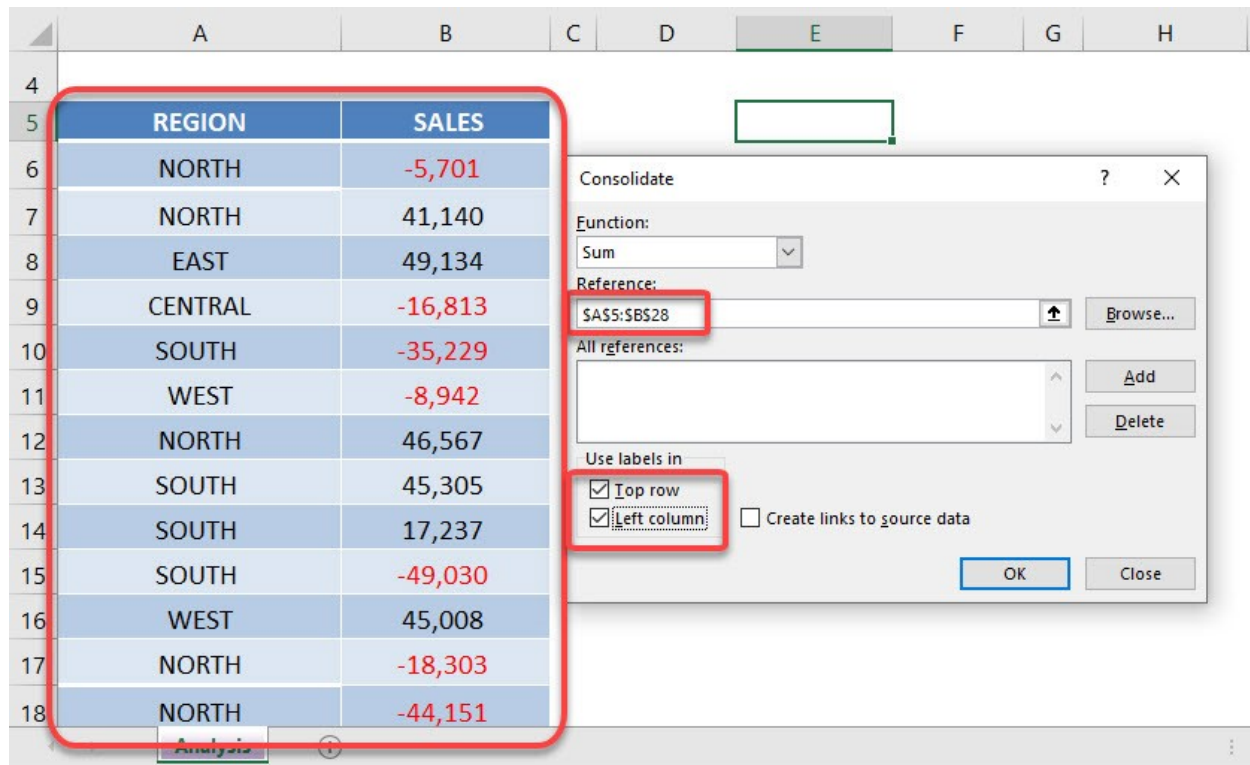 A B C D E F G H
4
5 REGION SALES
6 NORTH -5,701
7 NORTH 41,140
8 EAST 49,134
9 CENTRAL -16,813
10 SOUTH -35,229
11 WEST -8,942
12 NORTH 46,567
13 SOUTH 45,305
14 SOUTH 17,237
15 SOUTH -49,030
16 WEST 45,008
17 NORTH -18,303
18 NORTH -44,151
Analysis
Consolidate ? X
Function:
Sum
Reference:
$A$5:$B$28 Browse...
All references:
Add
Delete
Use labels in
Top row
Left column Create links to source data
OK Close